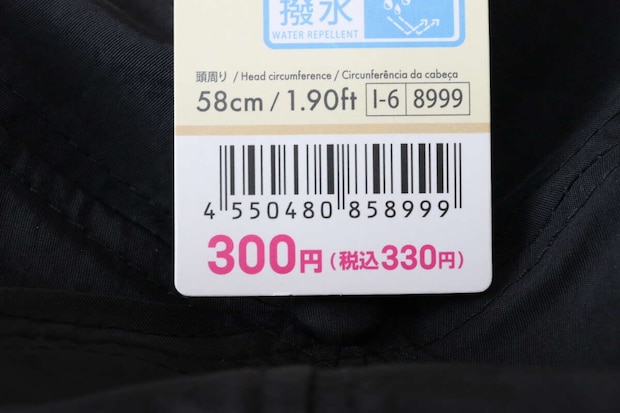 撥水
WATER REPELLENT
頭周り / Head circumference / Circunferência da cabeça
58cm / 1.90ft I-6 8999
4 550480 858999
300円(税込330円)